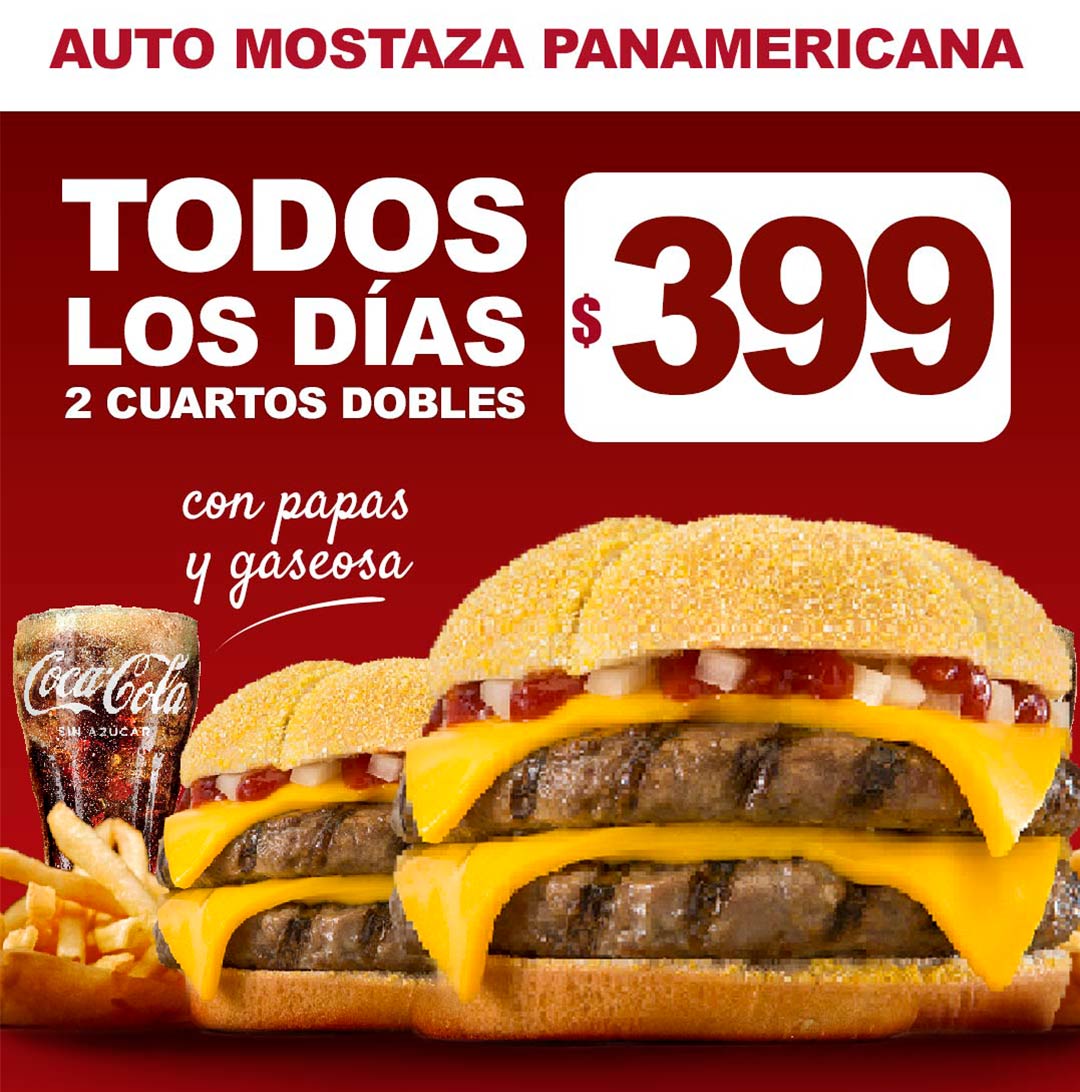 AUTO MOSTAZA PANAMERICANA
TODOS
LOS DÍAS
2 CUARTOS DOBLES
$399
con papas
y gaseosa
Coca-Cola
SIN AZÚCAR